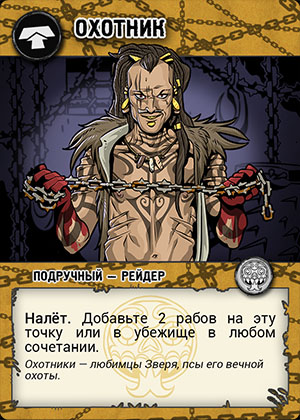 ОХОТНИК
ПОДРУЧНЫЙ – РЕЙДЕР
Налёт. Добавьте 2 рабов на эту
точку или в убежище в любом
сочетании.
Охотники — любимцы Зверя, псы его вечной
охоты.